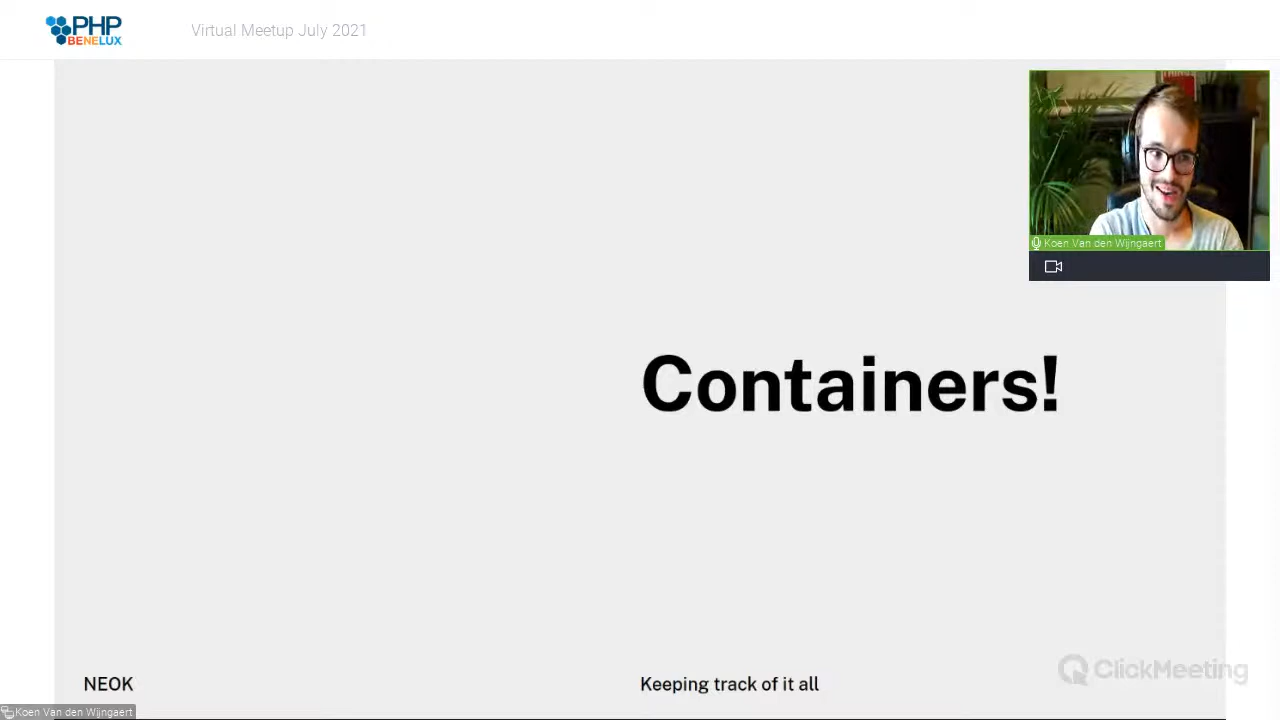 PHP
BENELUX
Virtual Meetup July 2021
Koen Van den Wijngaert
Containers!
ClickMeeting
NEOK
Keeping track of it all
Koen Van den Wijngaert